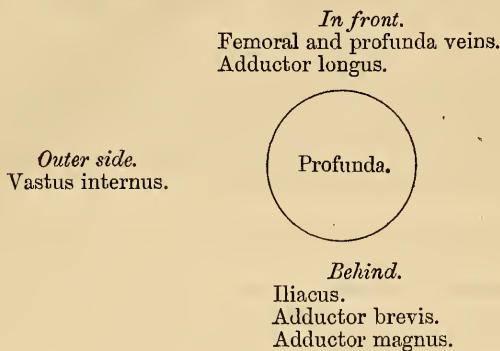 In front.
Femoral and profunda veins.
Adductor longus.
Outer side.
Vastus internus.
Profunda.
Behind.
Iliacus.
Adductor brevis.
Adductor magnus.